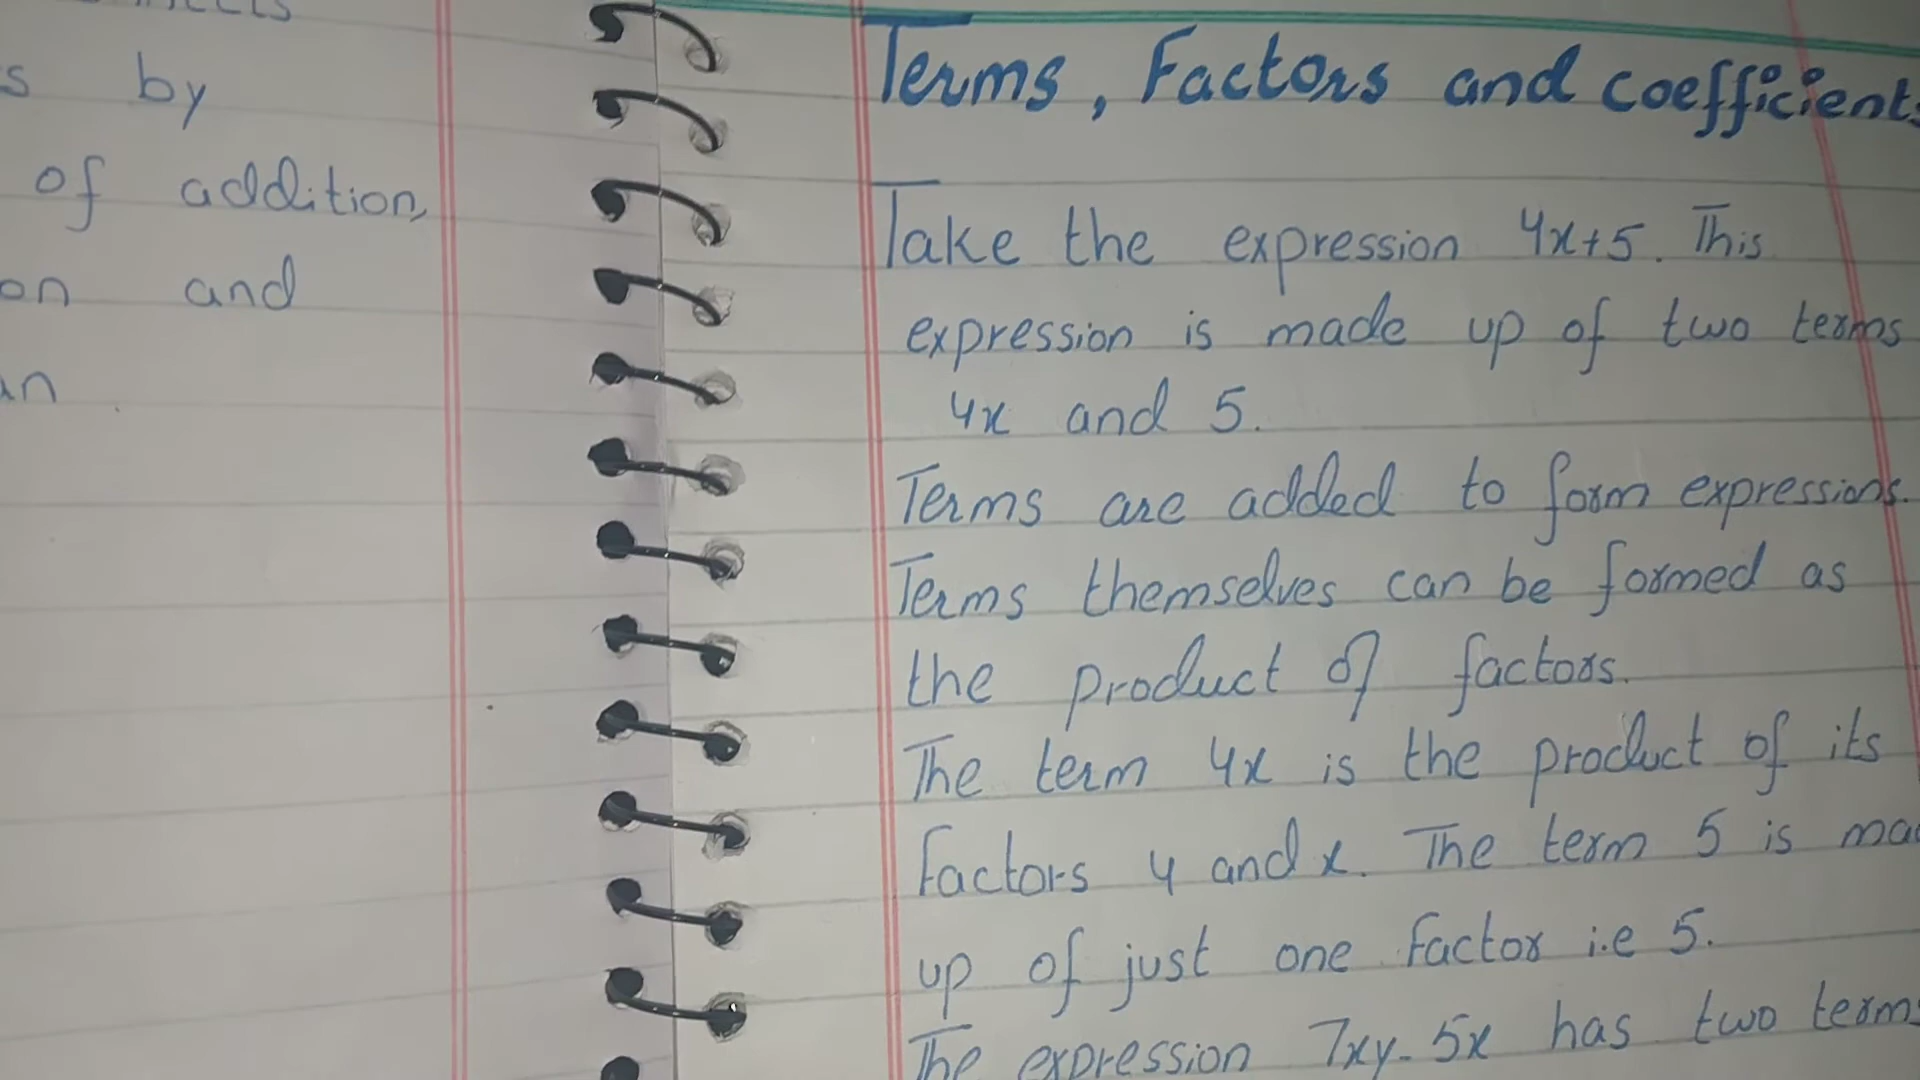 s by
of addition,
on and
Terms, Factors and coefficient
Take the expression 4x+5. This
expression is made up of two terms
4x and 5.
Terms are added to form expressions.
Terms themselves can be formed as
the product of factors.
The term 4x is the product of its
Factors 4 and x. The term 5 is ma
up of just one factor i.e 5.
The expression 7xy-5x has two terms